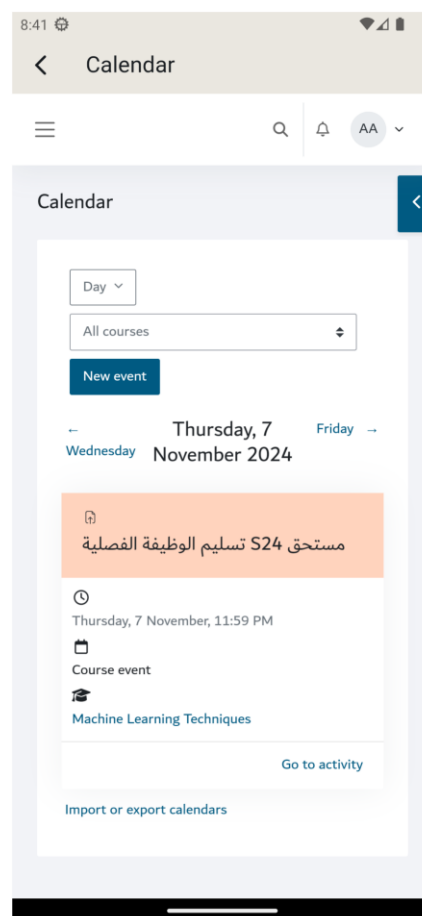 8:41
Calendar
AA
Calendar
Day
All courses
New event
← Wednesday
Thursday, 7 November 2024
Friday →
مستحق S24 تسليم الوظيفة الفصلية
Thursday, 7 November, 11:59 PM
Course event
Machine Learning Techniques
Go to activity
Import or export calendars